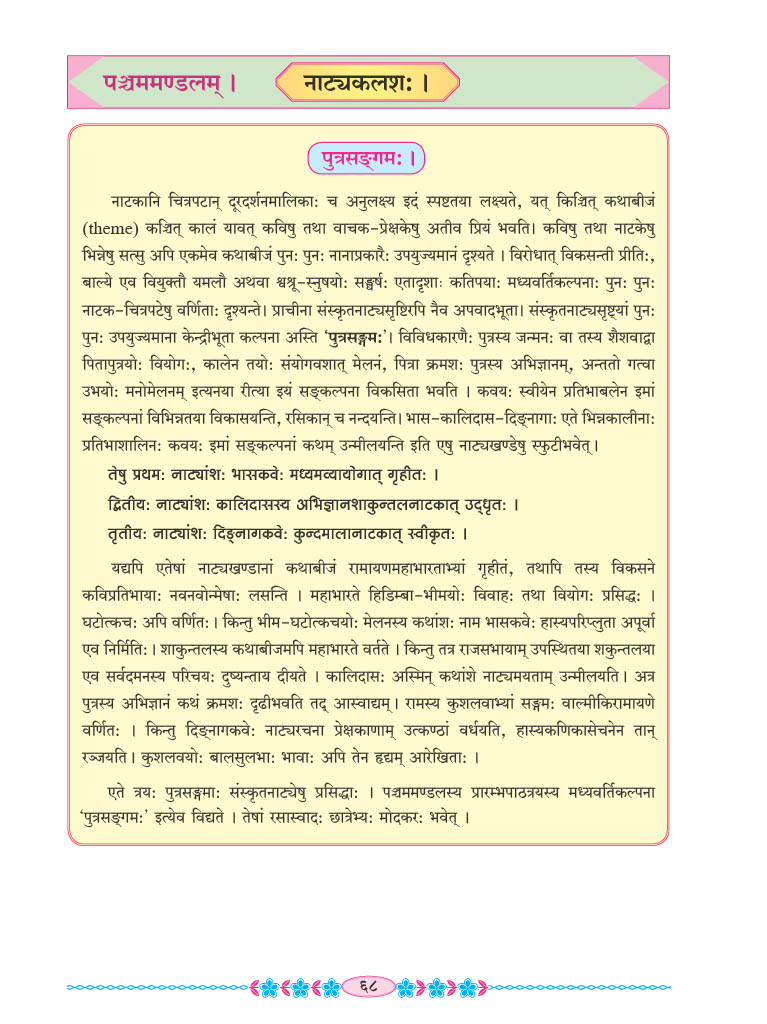 पञ्चममण्डलम् ।
नाट्यकलशः ।
पुत्रसङ्गमः ।
नाटकानि चित्रपटान् दूरदर्शनमालिकाः च अनुलक्ष्य इदं स्पष्टतया लक्ष्यते, यत् किञ्चित् कथाबीजं
(theme) कञ्चित् कालं यावत् कविषु तथा वाचक-प्रेक्षकेषु अतीव प्रियं भवति। कविषु तथा नाटकेषु
भिन्नेषु सत्सु अपि एकमेव कथाबीजं पुनः पुनः नानाप्रकारैः उपयुज्यमानं दृश्यते । विरोधात् विकसन्ती प्रीतिः,
बाल्ये एव वियुक्तौ यमलौ अथवा श्वश्रू-स्नुषयोः सङ्घर्षः एतादृशाः कतिपयाः मध्यवर्तिकल्पनाः पुनः पुनः
नाटक-चित्रपटेषु वर्णिताः दृश्यन्ते। प्राचीना संस्कृतनाट्यसृष्टिरपि नैव अपवादभूता। संस्कृतनाट्यसृष्ट्यां पुनः
पुनः उपयुज्यमाना केन्द्रीभूता कल्पना अस्ति ‘पुत्रसङ्गमः’। विविधकारणैः पुत्रस्य जन्मनः वा तस्य शैशवाद्वा
पितापुत्रयोः वियोगः, कालेन तयोः संयोगवशात् मेलनं, पित्रा क्रमशः पुत्रस्य अभिज्ञानम्, अन्ततो गत्वा
उभयोः मनोमेलनम् इत्यनया रीत्या इयं सङ्कल्पना विकसिता भवति । कवयः स्वीयेन प्रतिभाबलेन इमां
सङ्कल्पनां विभिन्नतया विकासयन्ति, रसिकान् च नन्दयन्ति। भास-कालिदास-दिङ्नागाः एते भिन्नकालीनाः
प्रतिभाशालिनः कवयः इमां सङ्कल्पनां कथम् उन्मीलयन्ति इति एषु नाट्यखण्डेषु स्फुटीभवेत्।
तेषु प्रथमः नाट्यांशः भासकवेः मध्यमव्यायोगात् गृहीतः ।
द्वितीयः नाट्यांशः कालिदासस्य अभिज्ञानशाकुन्तलनाटकात् उद्धृतः ।
तृतीयः नाट्यांशः दिङ्नागकवेः कुन्दमालानाटकात् स्वीकृतः ।
यद्यपि एतेषां नाट्यखण्डानां कथाबीजं रामायणमहाभारताभ्यां गृहीतं, तथापि तस्य विकसने
कविप्रतिभायाः नवनवोन्मेषाः लसन्ति । महाभारते हिडिम्बा-भीमयोः विवाहः तथा वियोगः प्रसिद्धः ।
घटोत्कचः अपि वर्णितः। किन्तु भीम-घटोत्कचयोः मेलनस्य कथांशः नाम भासकवेः हास्यपरिप्लुता अपूर्वा
एव निर्मितिः। शाकुन्तलस्य कथाबीजमपि महाभारते वर्तते । किन्तु तत्र राजसभायाम् उपस्थितया शकुन्तलया
एव सर्वदमनस्य परिचयः दुष्यन्ताय दीयते । कालिदासः अस्मिन् कथांशे नाट्यमयताम् उन्मीलयति। अत्र
पुत्रस्य अभिज्ञानं कथं क्रमशः दृढीभवति तद् आस्वाद्यम्। रामस्य कुशलवाभ्यां सङ्गमः वाल्मीकिरामायणे
वर्णितः । किन्तु दिङ्नागकवेः नाट्यरचना प्रेक्षकाणाम् उत्कण्ठां वर्धयति, हास्यकणिकासेचनेन तान्
रञ्जयति। कुशलवयोः बालसुलभाः भावाः अपि तेन हृद्यम् आरेखिताः ।
एते त्रयः पुत्रसङ्गमाः संस्कृतनाट्येषु प्रसिद्धाः । पञ्चममण्डलस्य प्रारम्भपाठत्रयस्य मध्यवर्तिकल्पना
‘पुत्रसङ्गमः’ इत्येव विद्यते । तेषां रसास्वादः छात्रेभ्यः मोदकरः भवेत् ।
६८